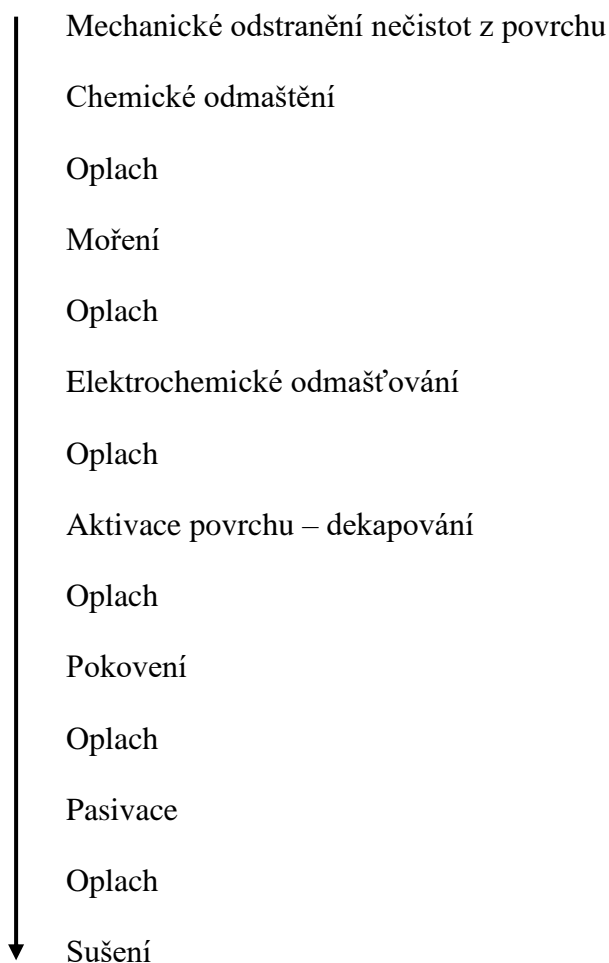 Mechanické odstranění nečistot z povrchu
Chemické odmaštění
Oplach
Moření
Oplach
Elektrochemické odmašťování
Oplach
Aktivace povrchu – dekapování
Oplach
Pokovení
Oplach
Pasivace
Oplach
Sušení